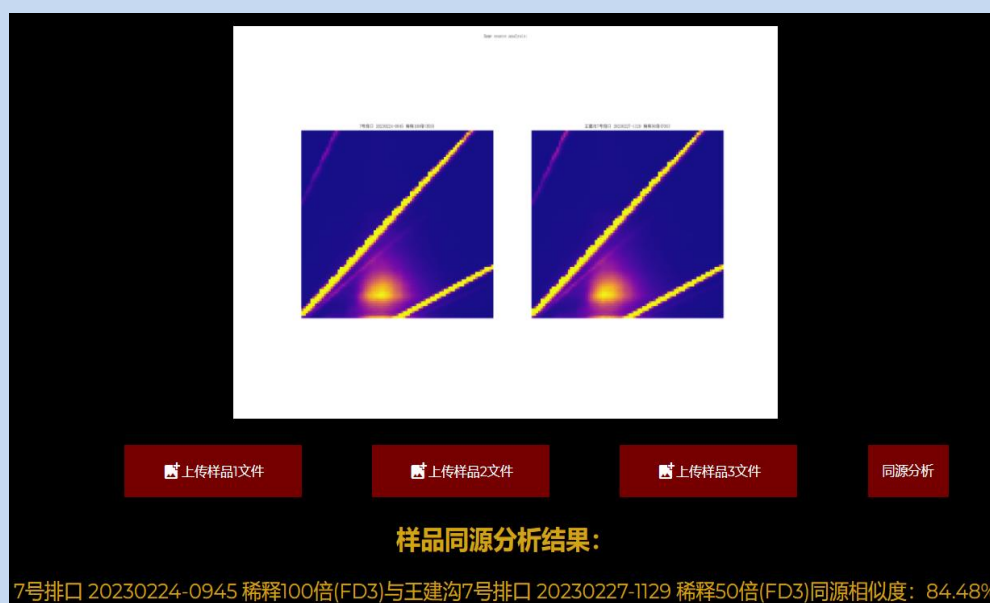 上传样品1文件
上传样品2文件
上传样品3文件
同源分析
样品同源分析结果：
7号排口 20230224-0945 稀释100倍(FD3)与王建沟7号排口 20230227-1129 稀释50倍(FD3)同源相似度：84.48%